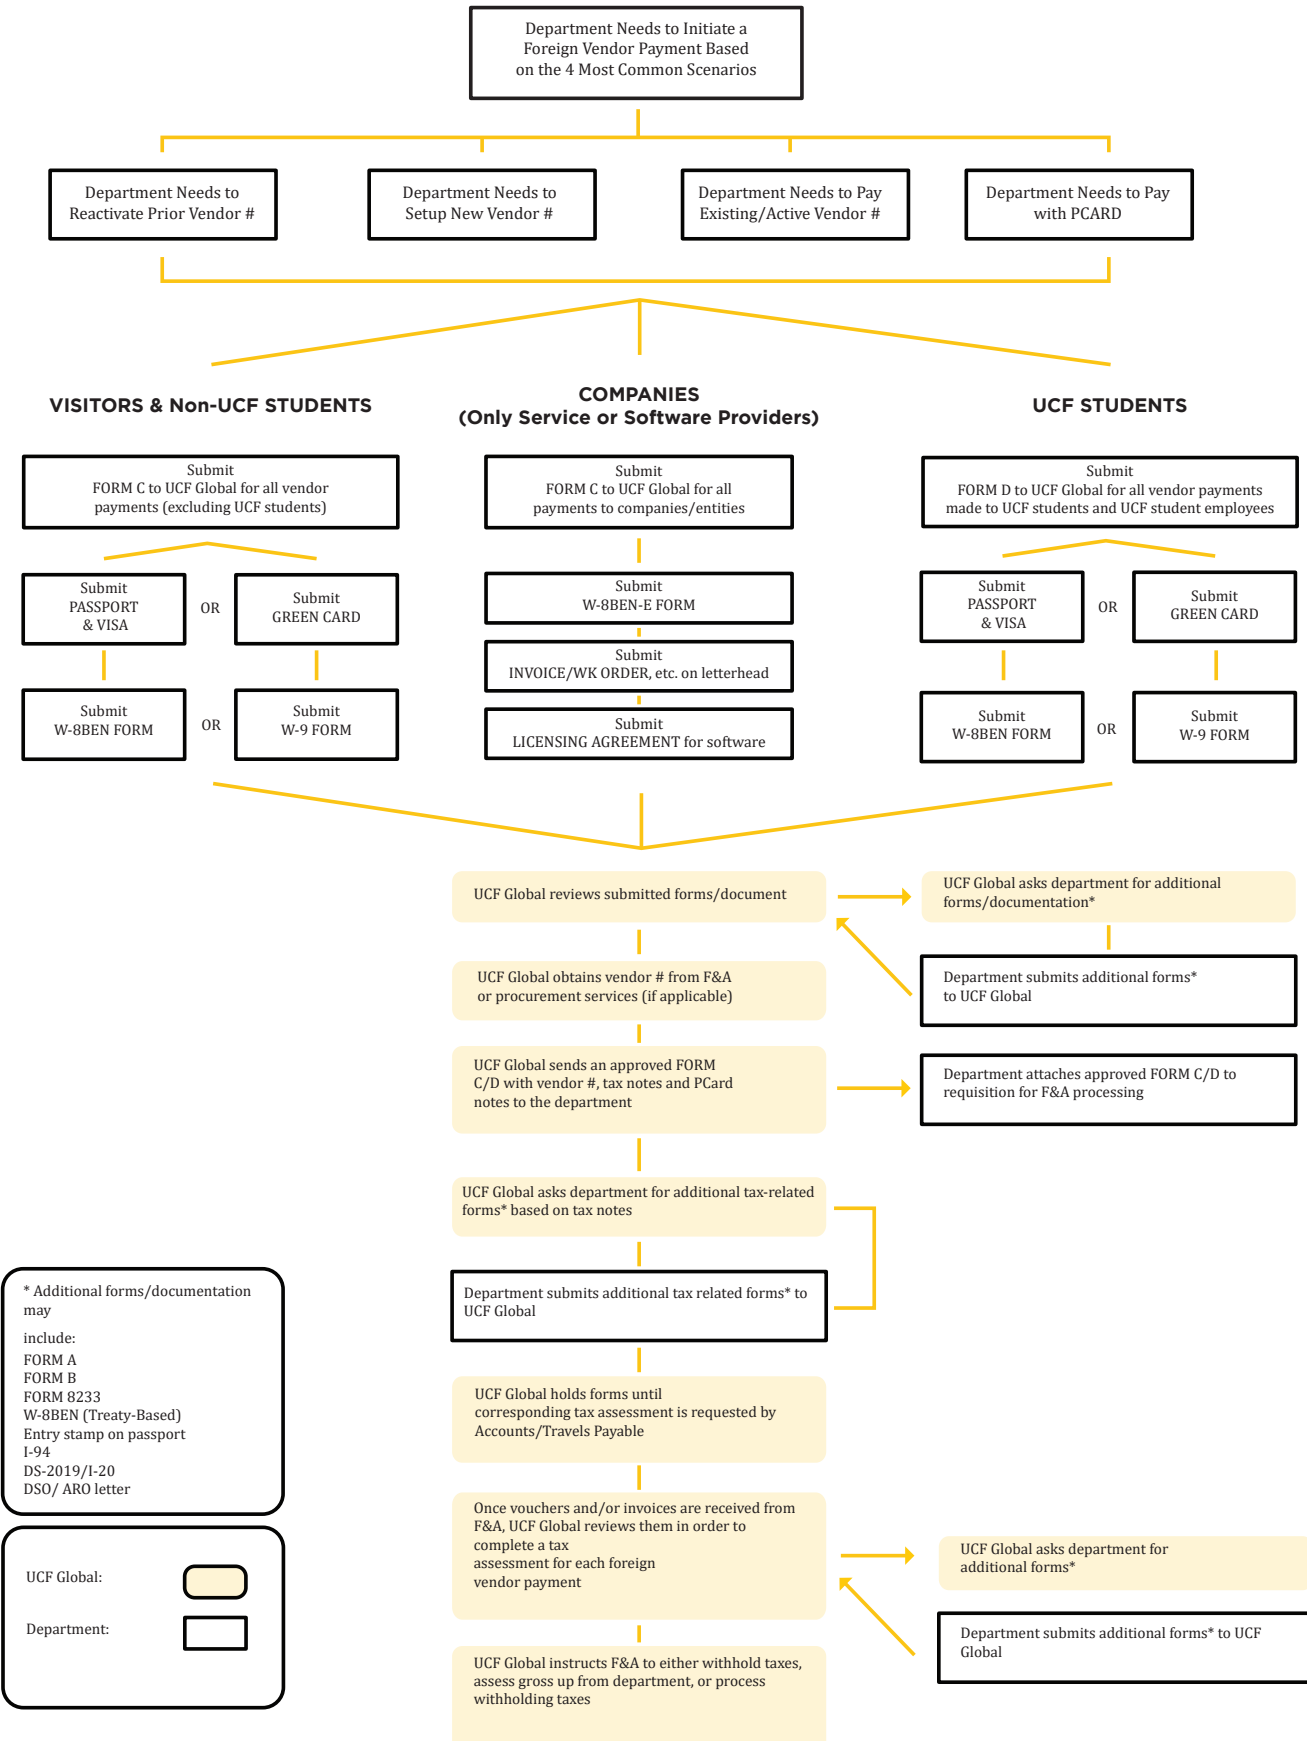 Department Needs to Initiate a
Foreign Vendor Payment Based
on the 4 Most Common Scenarios
Department Needs to
Reactivate Prior Vendor #
Department Needs to
Setup New Vendor #
Department Needs to Pay
Existing/Active Vendor #
Department Needs to Pay
with PCARD
VISITORS & Non-UCF STUDENTS
COMPANIES
(Only Service or Software Providers)
UCF STUDENTS
Submit
FORM C to UCF Global for all vendor
payments (excluding UCF students)
Submit
FORM C to UCF Global for all
payments to companies/entities
Submit
FORM D to UCF Global for all vendor payments
made to UCF students and UCF student employees
Submit
PASSPORT
& VISA
OR
Submit
GREEN CARD
Submit
W-8BEN FORM
OR
Submit
W-9 FORM
Submit
W-8BEN-E FORM
Submit
INVOICE/WK ORDER, etc. on letterhead
Submit
LICENSING AGREEMENT for software
Submit
PASSPORT
& VISA
OR
Submit
GREEN CARD
Submit
W-8BEN FORM
OR
Submit
W-9 FORM
UCF Global reviews submitted forms/document
UCF Global asks department for additional
forms/documentation*
Department submits additional forms*
to UCF Global
UCF Global obtains vendor # from F&A
or procurement services (if applicable)
UCF Global sends an approved FORM
C/D with vendor #, tax notes and PCard
notes to the department
Department attaches approved FORM C/D to
requisition for F&A processing
UCF Global asks department for additional tax-related
forms* based on tax notes
Department submits additional tax related forms* to
UCF Global
UCF Global holds forms until
corresponding tax assessment is requested by
Accounts/Travels Payable
Once vouchers and/or invoices are received from
F&A, UCF Global reviews them in order to
complete a tax
assessment for each foreign
vendor payment
UCF Global asks department for
additional forms*
Department submits additional forms* to UCF
Global
UCF Global instructs F&A to either withhold taxes,
assess gross up from department, or process
withholding taxes
* Additional forms/documentation
may
include:
FORM A
FORM B
FORM 8233
W-8BEN (Treaty-Based)
Entry stamp on passport
I-94
DS-2019/I-20
DSO/ ARO letter
UCF Global:
Department: